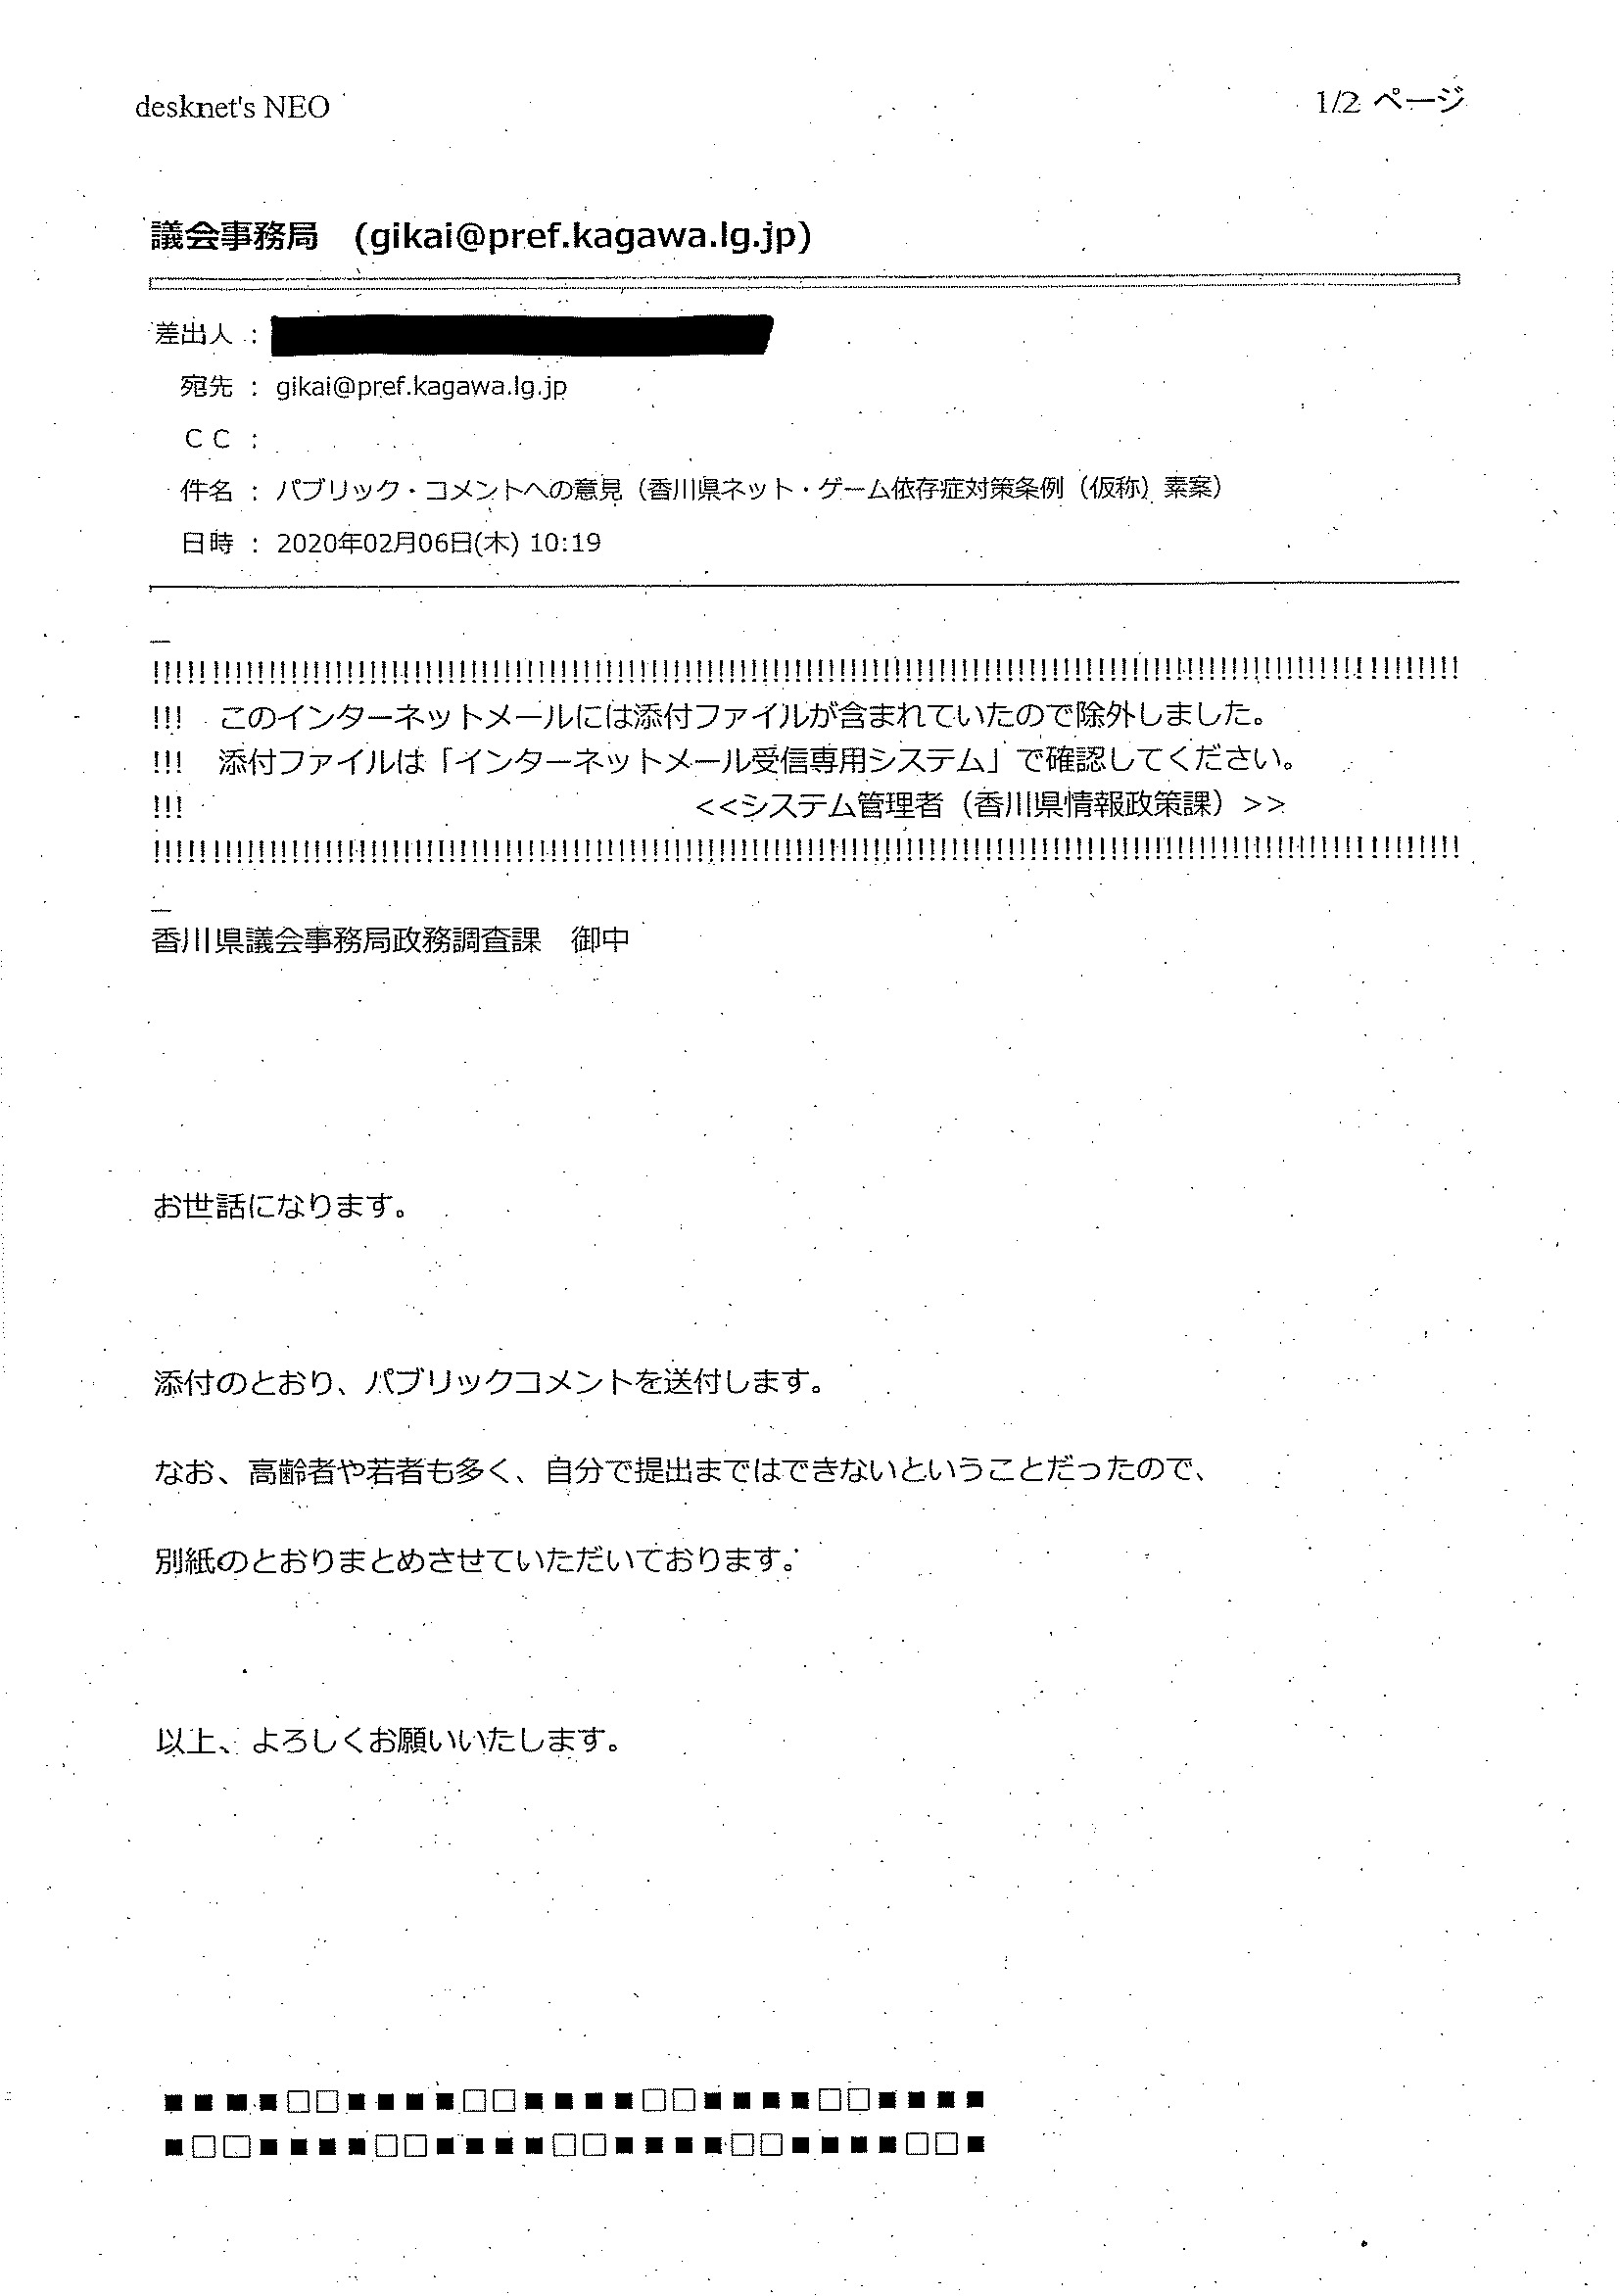 desknet's NEO
1/2 ページ
議会事務局　(gikai@pref.kagawa.lg.jp)
差出人 :
宛先 : gikai@pref.kagawa.lg.jp
ＣＣ :
件名 : パブリック・コメントへの意見（香川県ネット・ゲーム依存症対策条例（仮称）素案）
日時 : 2020年02月06日(木) 10:19
!!!!!!!!!!!!!!!!!!!!!!!!!!!!!!!!!!!!!!!!!!!!!!!!!!!!!!!!!!!!!!!!!!!!!!!!!!!!!!!!!!!!!!!!!!!!!!!!!!!!!!!!!!!!!!!!!!
!!!　このインターネットメールには添付ファイルが含まれていたので除外しました。
!!!　添付ファイルは「インターネットメール受信専用システム」で確認してください。
!!!　<<システム管理者（香川県情報政策課）>>
!!!!!!!!!!!!!!!!!!!!!!!!!!!!!!!!!!!!!!!!!!!!!!!!!!!!!!!!!!!!!!!!!!!!!!!!!!!!!!!!!!!!!!!!!!!!!!!!!!!!!!!!!!!!!!!!!!
香川県議会事務局政務調査課　御中
お世話になります。
添付のとおり、パブリックコメントを送付します。
なお、高齢者や若者も多く、自分で提出まではできないということだったので、
別紙のとおりまとめさせていただいております。
以上、よろしくお願いいたします。
■■■■□□■■■■□□■■■■□□■■■■□□■■■■
■□□■■■■□□■■■■□□■■■■□□■■■■□□■